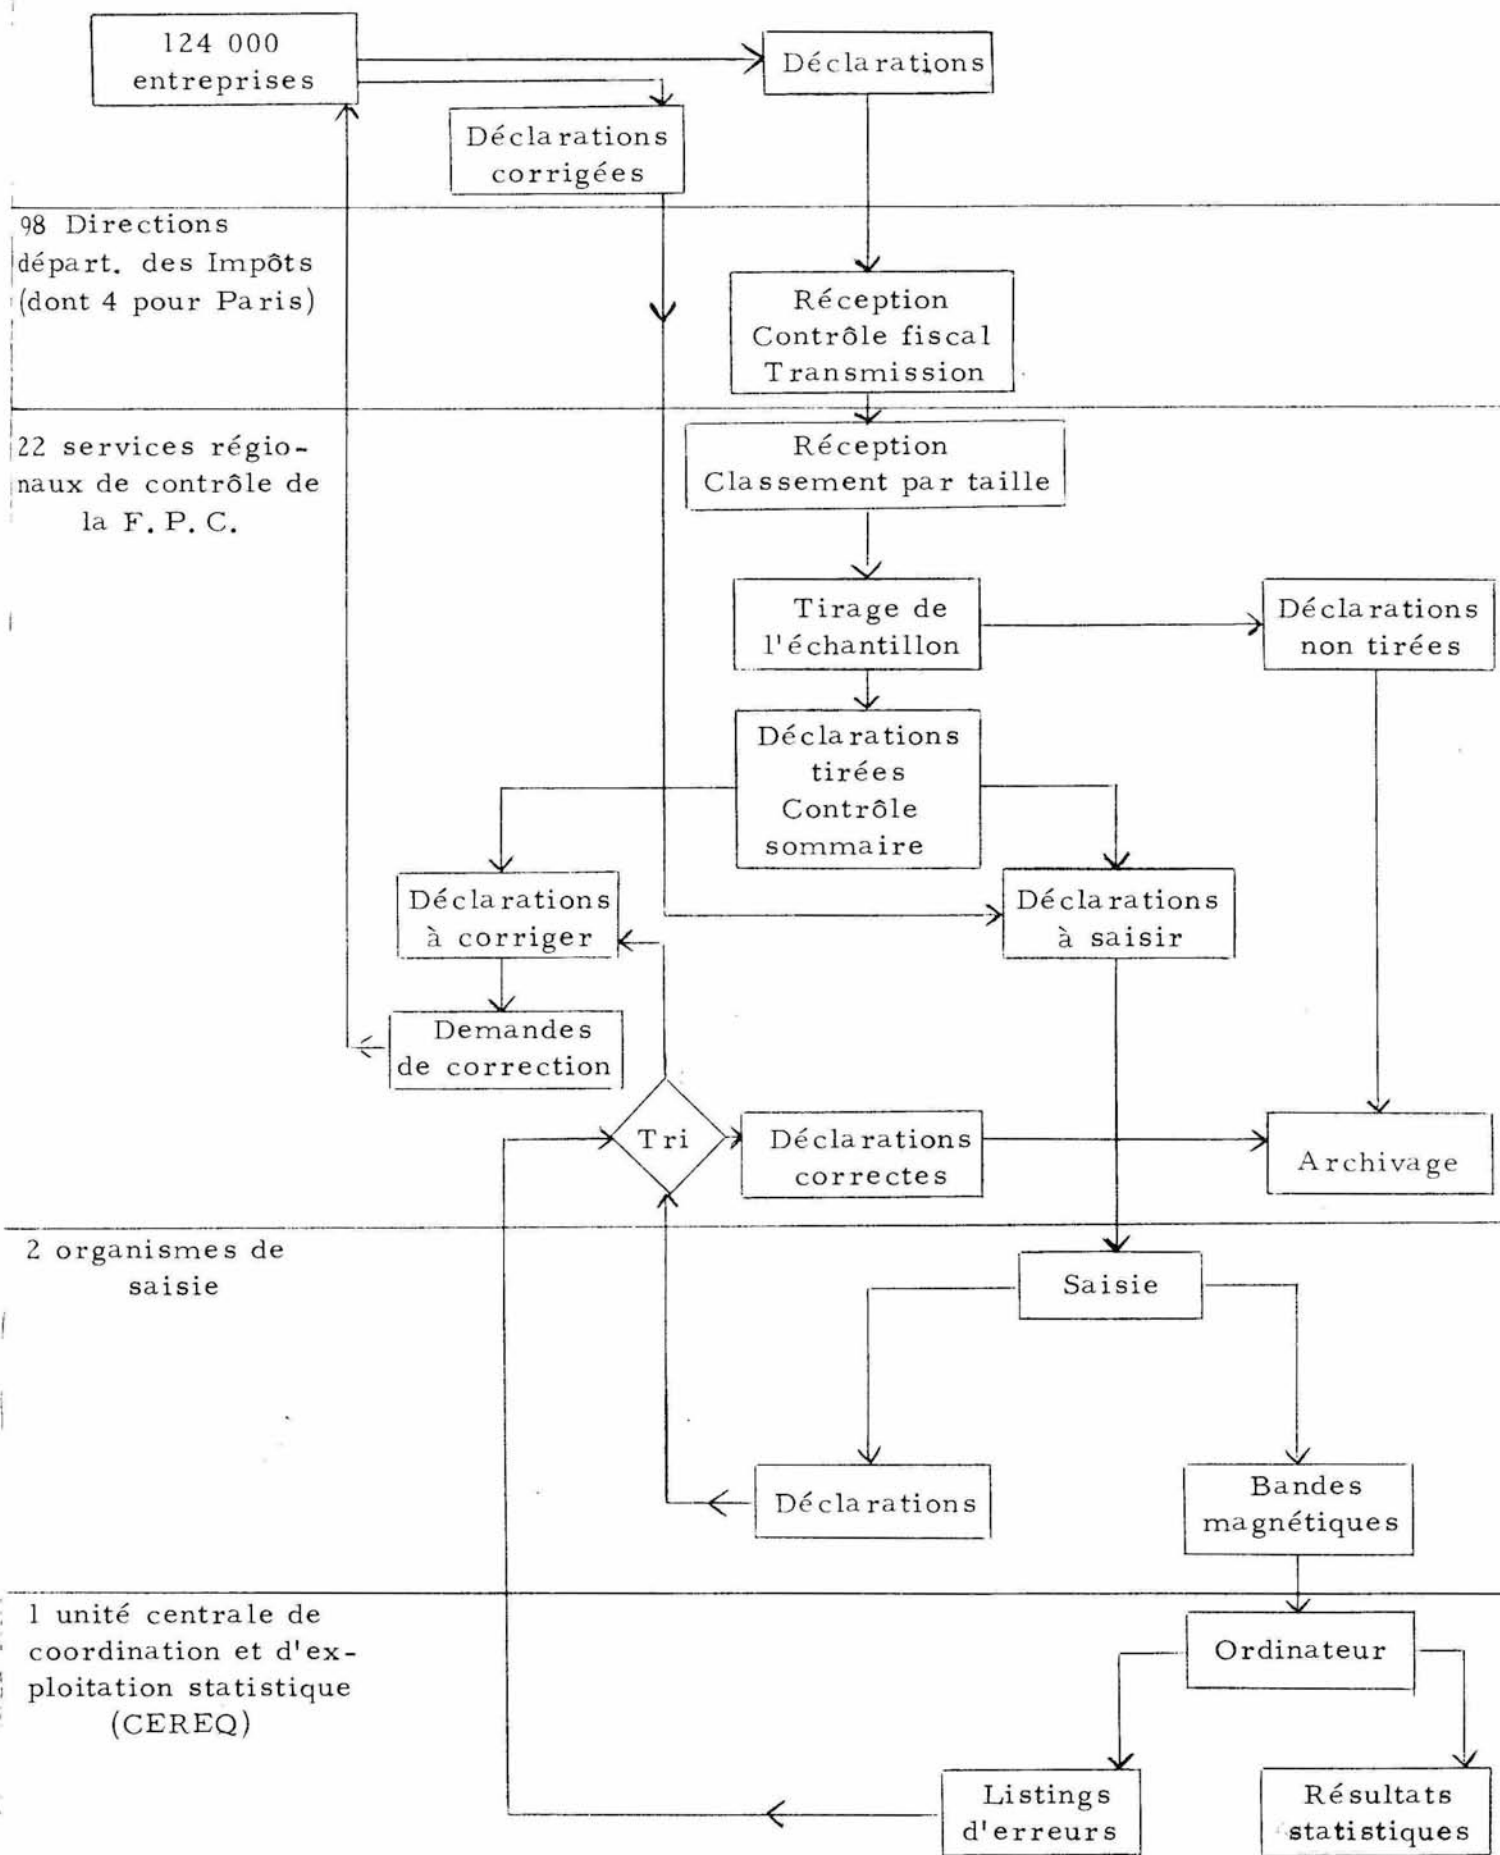 124 000
entreprises
Déclarations
Déclarations
corrigées
98 Directions
départ. des Impôts
(dont 4 pour Paris)
Réception
Contrôle fiscal
Transmission
22 services régio-
naux de contrôle de
la F. P. C.
Réception
Classement par taille
Tirage de
l'échantillon
Déclarations
non tirées
Déclarations
tirées
Contrôle
sommaire
Déclarations
à corriger
Déclarations
à saisir
Demandes
de correction
Tri
Déclarations
correctes
Archivage
2 organismes de
saisie
Saisie
Déclarations
Bandes
magnétiques
1 unité centrale de
coordination et d'ex-
ploitation statistique
(CEREQ)
Ordinateur
Listings
d'erreurs
Résultats
statistiques